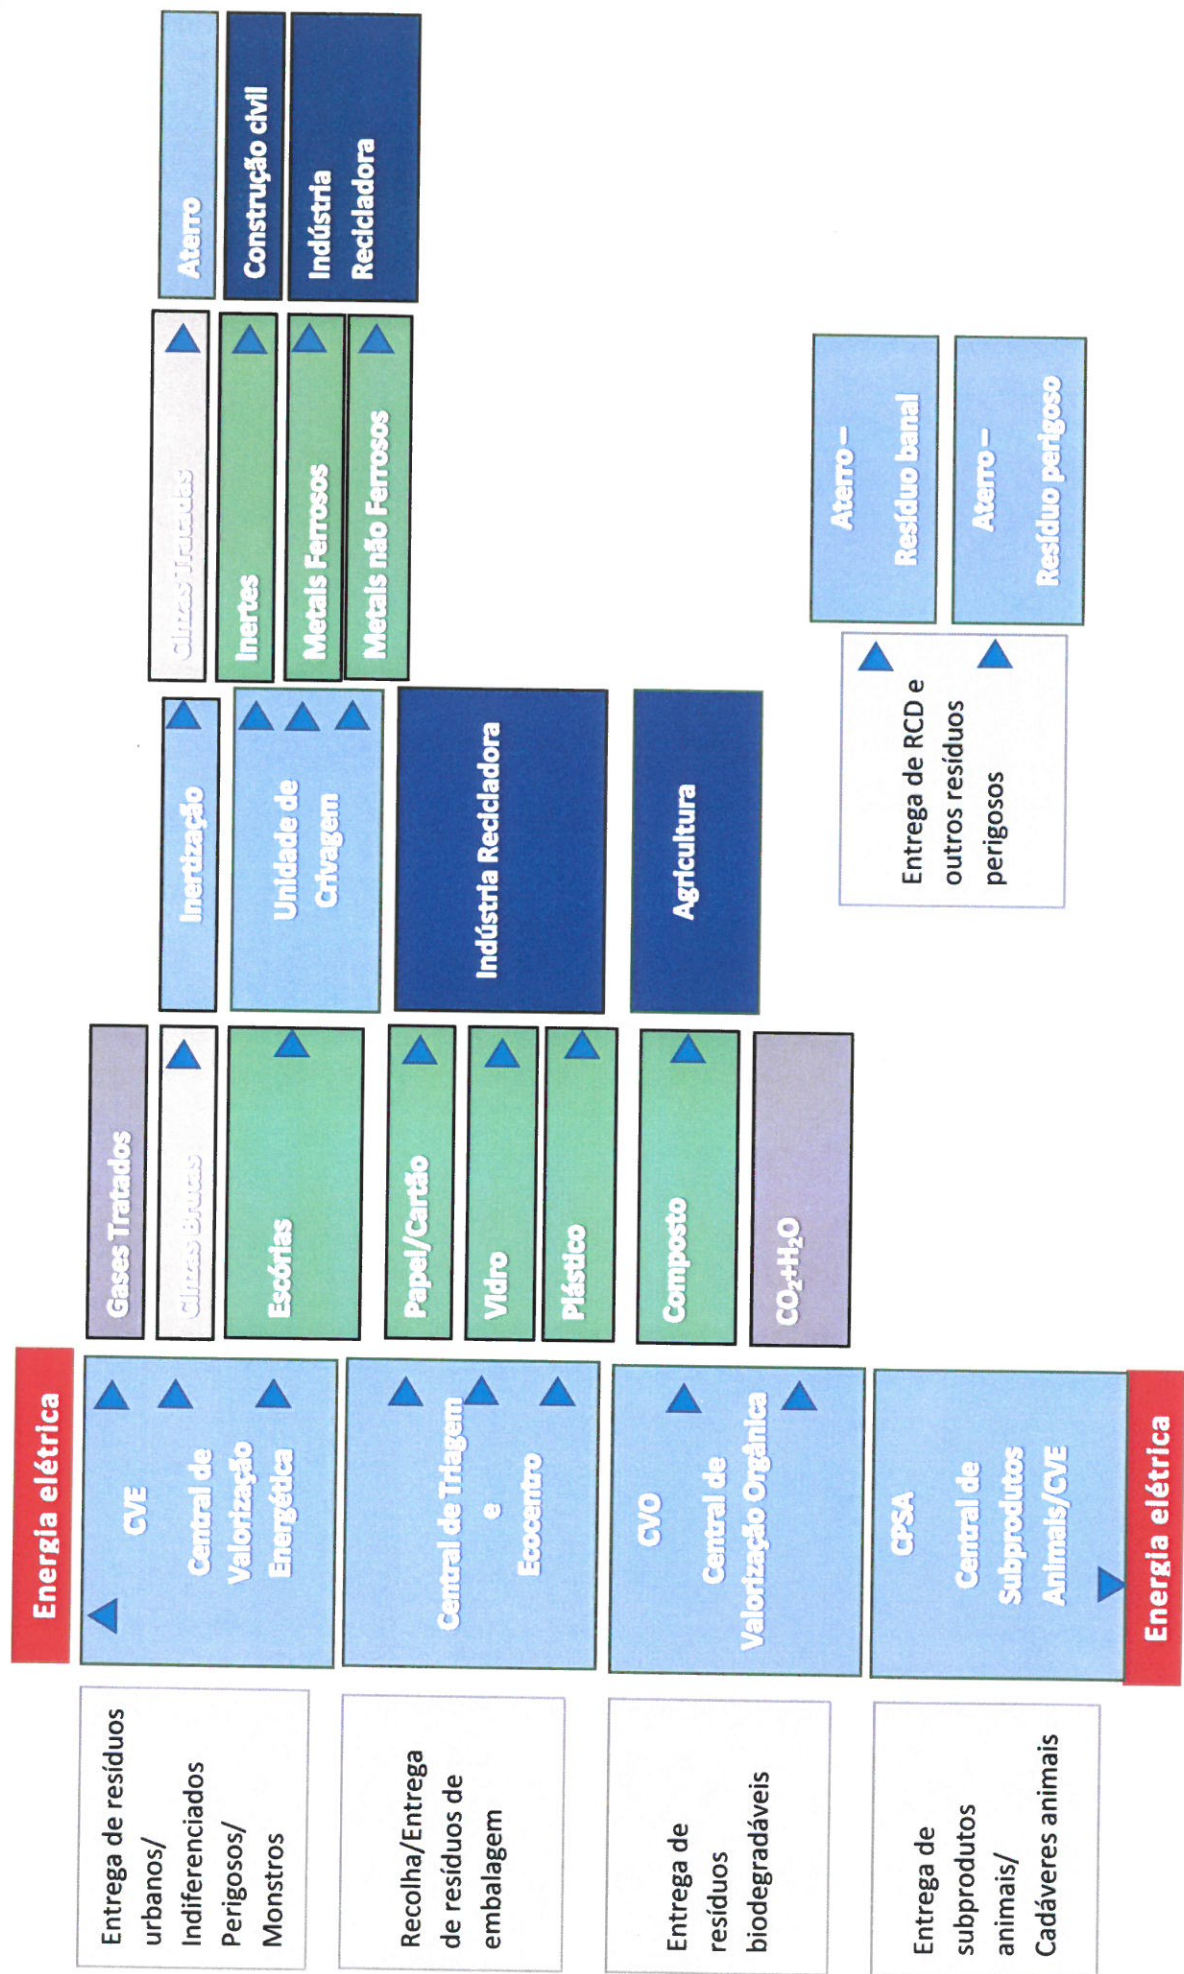 Energia elétrica
Entrega de resíduos
urbanos/
Indiferenciados
Perigosos/
Monstros
CVE
Central de
Valorização
Energética
Gases Tratados
Cinzas Brutas
Escórias
Inertização
Unidade de
Crivagem
Cinzas Tratadas
Inertes
Metais Ferrosos
Metais não Ferrosos
Aterro
Construção civil
Indústria
Recicladora
Recolha/Entrega
de resíduos de
embalagem
Central de Triagem
e
Ecocentro
Papel/Cartão
Vidro
Plástico
Indústria Recicladora
Entrega de
resíduos
biodegradáveis
CVO
Central de
Valorização Orgânica
Composto
CO₂+H₂O
Agricultura
Entrega de
subprodutos
animais/
Cadáveres animais
CPSA
Central de
Subprodutos
Animais/CVE
Energia elétrica
Entrega de RCD e
outros resíduos
perigosos
Aterro –
Resíduo banal
Aterro –
Resíduo perigoso